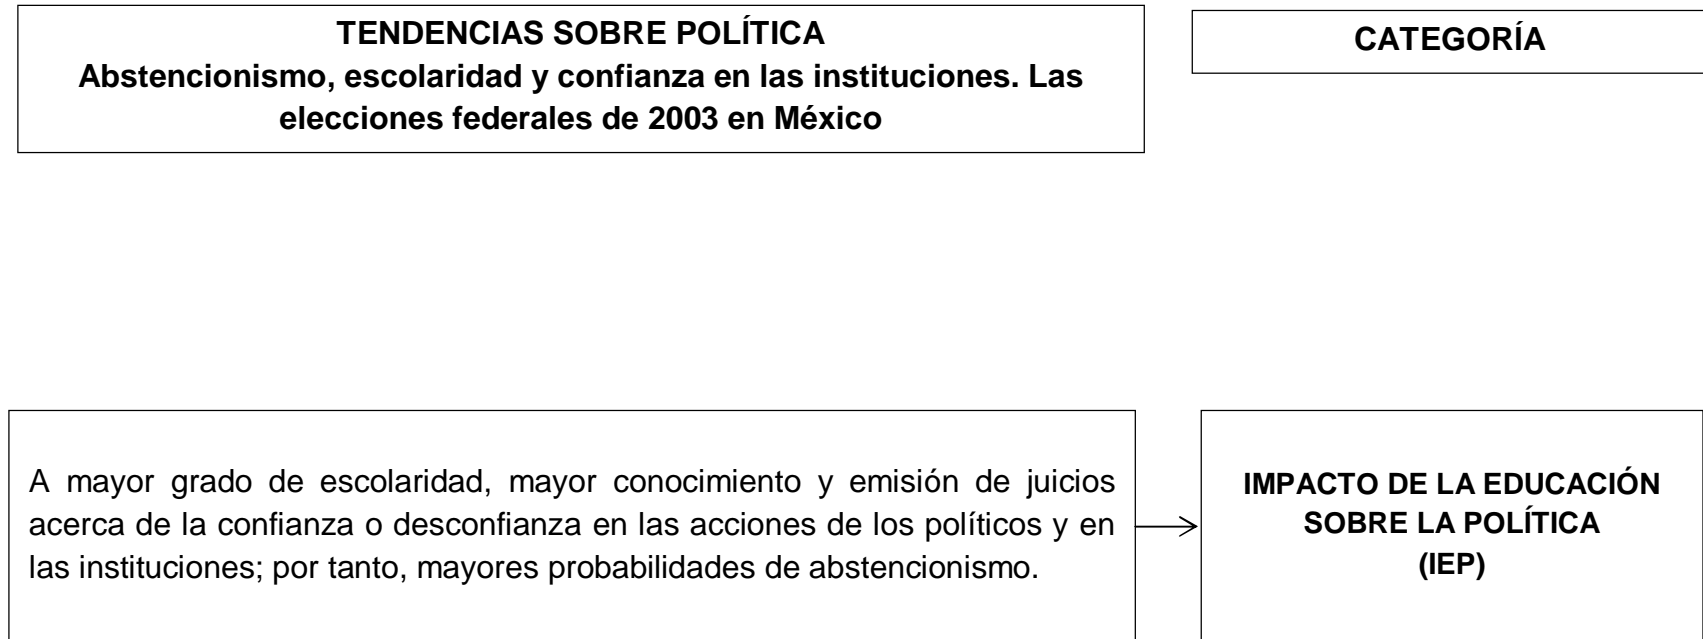 TENDENCIAS SOBRE POLÍTICA
Abstencionismo, escolaridad y confianza en las instituciones. Las
elecciones federales de 2003 en México
CATEGORÍA
A mayor grado de escolaridad, mayor conocimiento y emisión de juicios
acerca de la confianza o desconfianza en las acciones de los políticos y en
las instituciones; por tanto, mayores probabilidades de abstencionismo.
IMPACTO DE LA EDUCACIÓN
SOBRE LA POLÍTICA
(IEP)